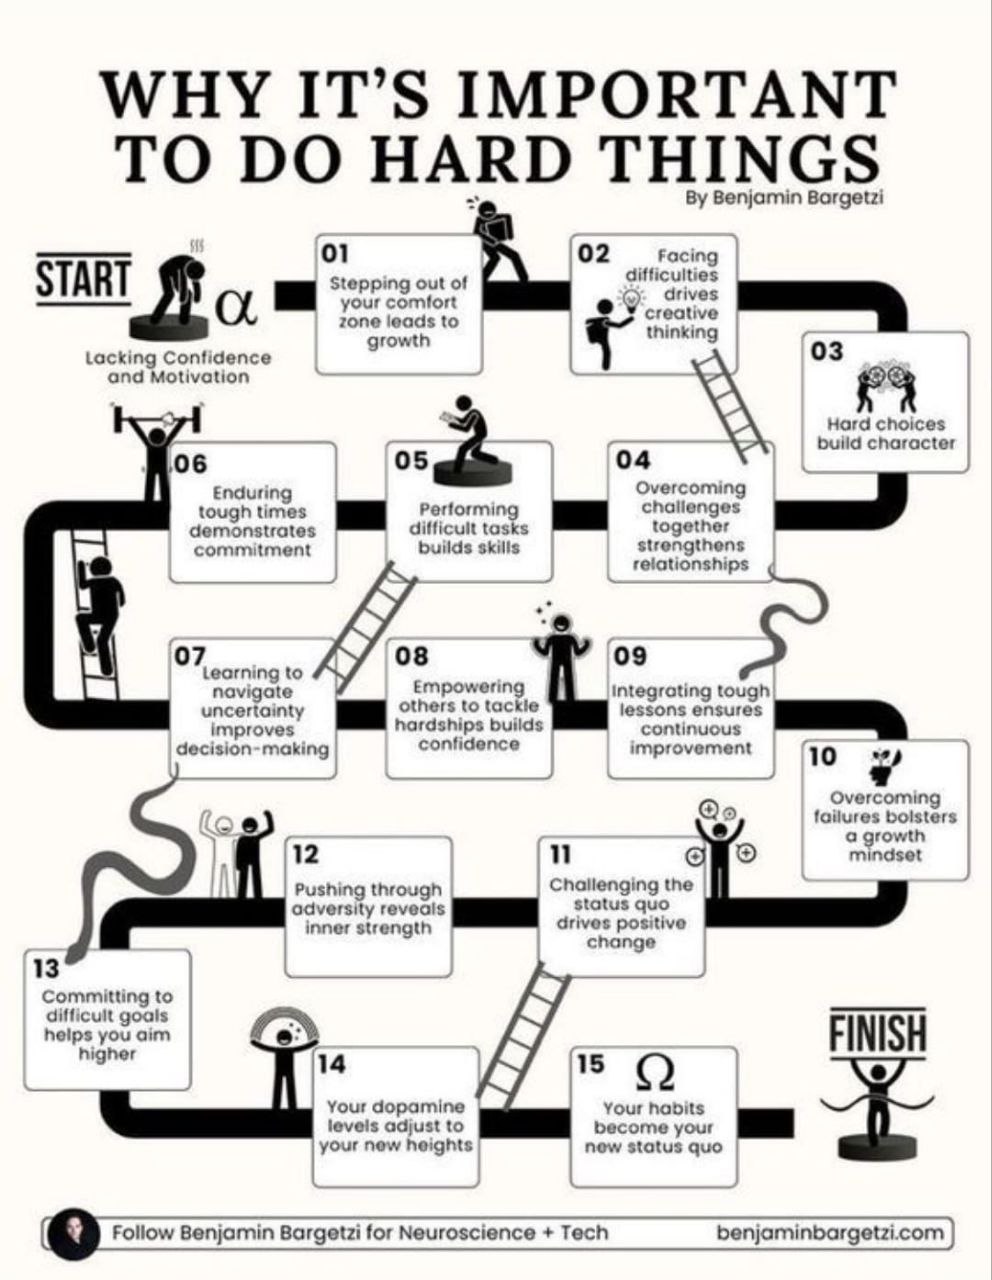 WHY IT'S IMPORTANT
TO DO HARD THINGS
By Benjamin Bargetzi
START
α
Lacking Confidence
and Motivation
01
Stepping out of
your comfort
zone leads to
growth
02
Facing
difficulties
drives
creative
thinking
03
Hard choices
build character
04
Overcoming
challenges
together
strengthens
relationships
05
Performing
difficult tasks
builds skills
06
Enduring
tough times
demonstrates
commitment
07
Learning to
navigate
uncertainty
improves
decision-making
08
Empowering
others to tackle
hardships builds
confidence
09
Integrating tough
lessons ensures
continuous
improvement
10
Overcoming
failures bolsters
a growth
mindset
11
Challenging the
status quo
drives positive
change
12
Pushing through
adversity reveals
inner strength
13
Committing to
difficult goals
helps you aim
higher
14
Your dopamine
levels adjust to
your new heights
15
Ω
Your habits
become your
new status quo
FINISH
Follow Benjamin Bargetzi for Neuroscience + Tech
benjaminbargetzi.com